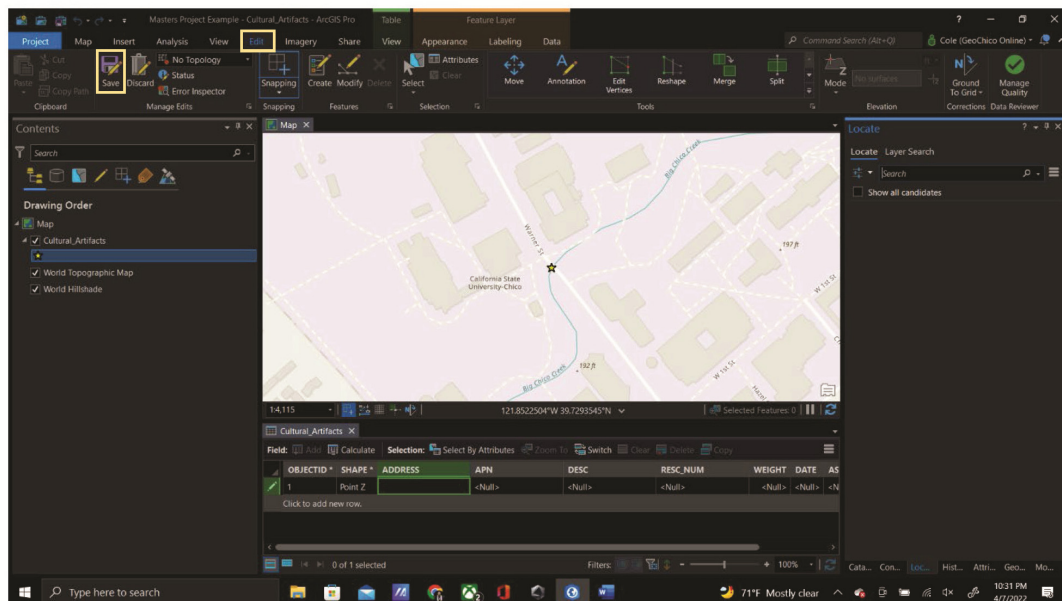 Masters Project Example - Cultural_Artifacts - ArcGIS Pro
Table
Feature Layer
Project Map Insert Analysis View Edit Imagery Share View Appearance Labeling Data
Command Search (Alt+Q)
Cole (GeoChico Online)
Paste
Cut
Copy
Copy Path
Save
Discard
No Topology
Status
Error Inspector
Snapping
Create
Modify
Delete
Select
Attributes
Clear
Move
Annotation
Edit Vertices
Reshape
Merge
Split
Mode
No surfaces
Ground To Grid
Manage Quality
Clipboard
Manage Edits
Snapping
Features
Selection
Tools
Elevation
Corrections
Data Reviewer
Contents
Search
Drawing Order
Map
Cultural_Artifacts
World Topographic Map
World Hillshade
Map
Big Chico Creek
Warner St
California State
University-Chico
197 ft
W 1st St
192 ft
Big Chico Creek
W 1st St
Hazel
1:4,115
121.8522504°W 39.7293545°N
Selected Features: 0
Cultural_Artifacts
Field: Add Calculate Selection: Select By Attributes Zoom To Switch Clear Delete Copy
OBJECTID * SHAPE * ADDRESS APN DESC RESC_NUM WEIGHT DATE AS
1 Point Z <Null> <Null> <Null> <Null> <Null> <N
Click to add new row.
0 of 1 selected
Filters:
100%
Locate
Locate Layer Search
Search
Show all candidates
Cata... Con... Loc... Hist... Attri... Geo... Mo...
Type here to search
71°F Mostly clear
10:31 PM
4/7/2022